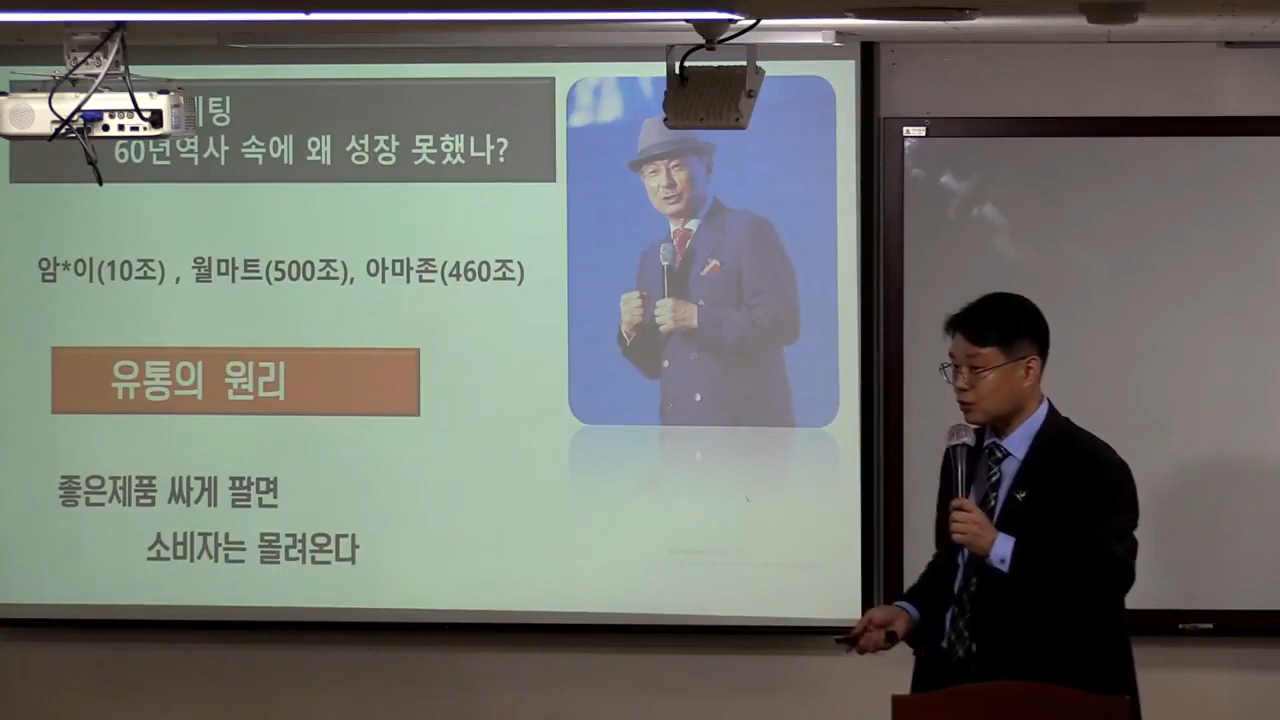 케팅
60년역사 속에 왜 성장 못했나?
암*이(10조) , 월마트(500조), 아마존(460조)
유통의 원리
좋은제품 싸게 팔면
소비자는 몰려온다